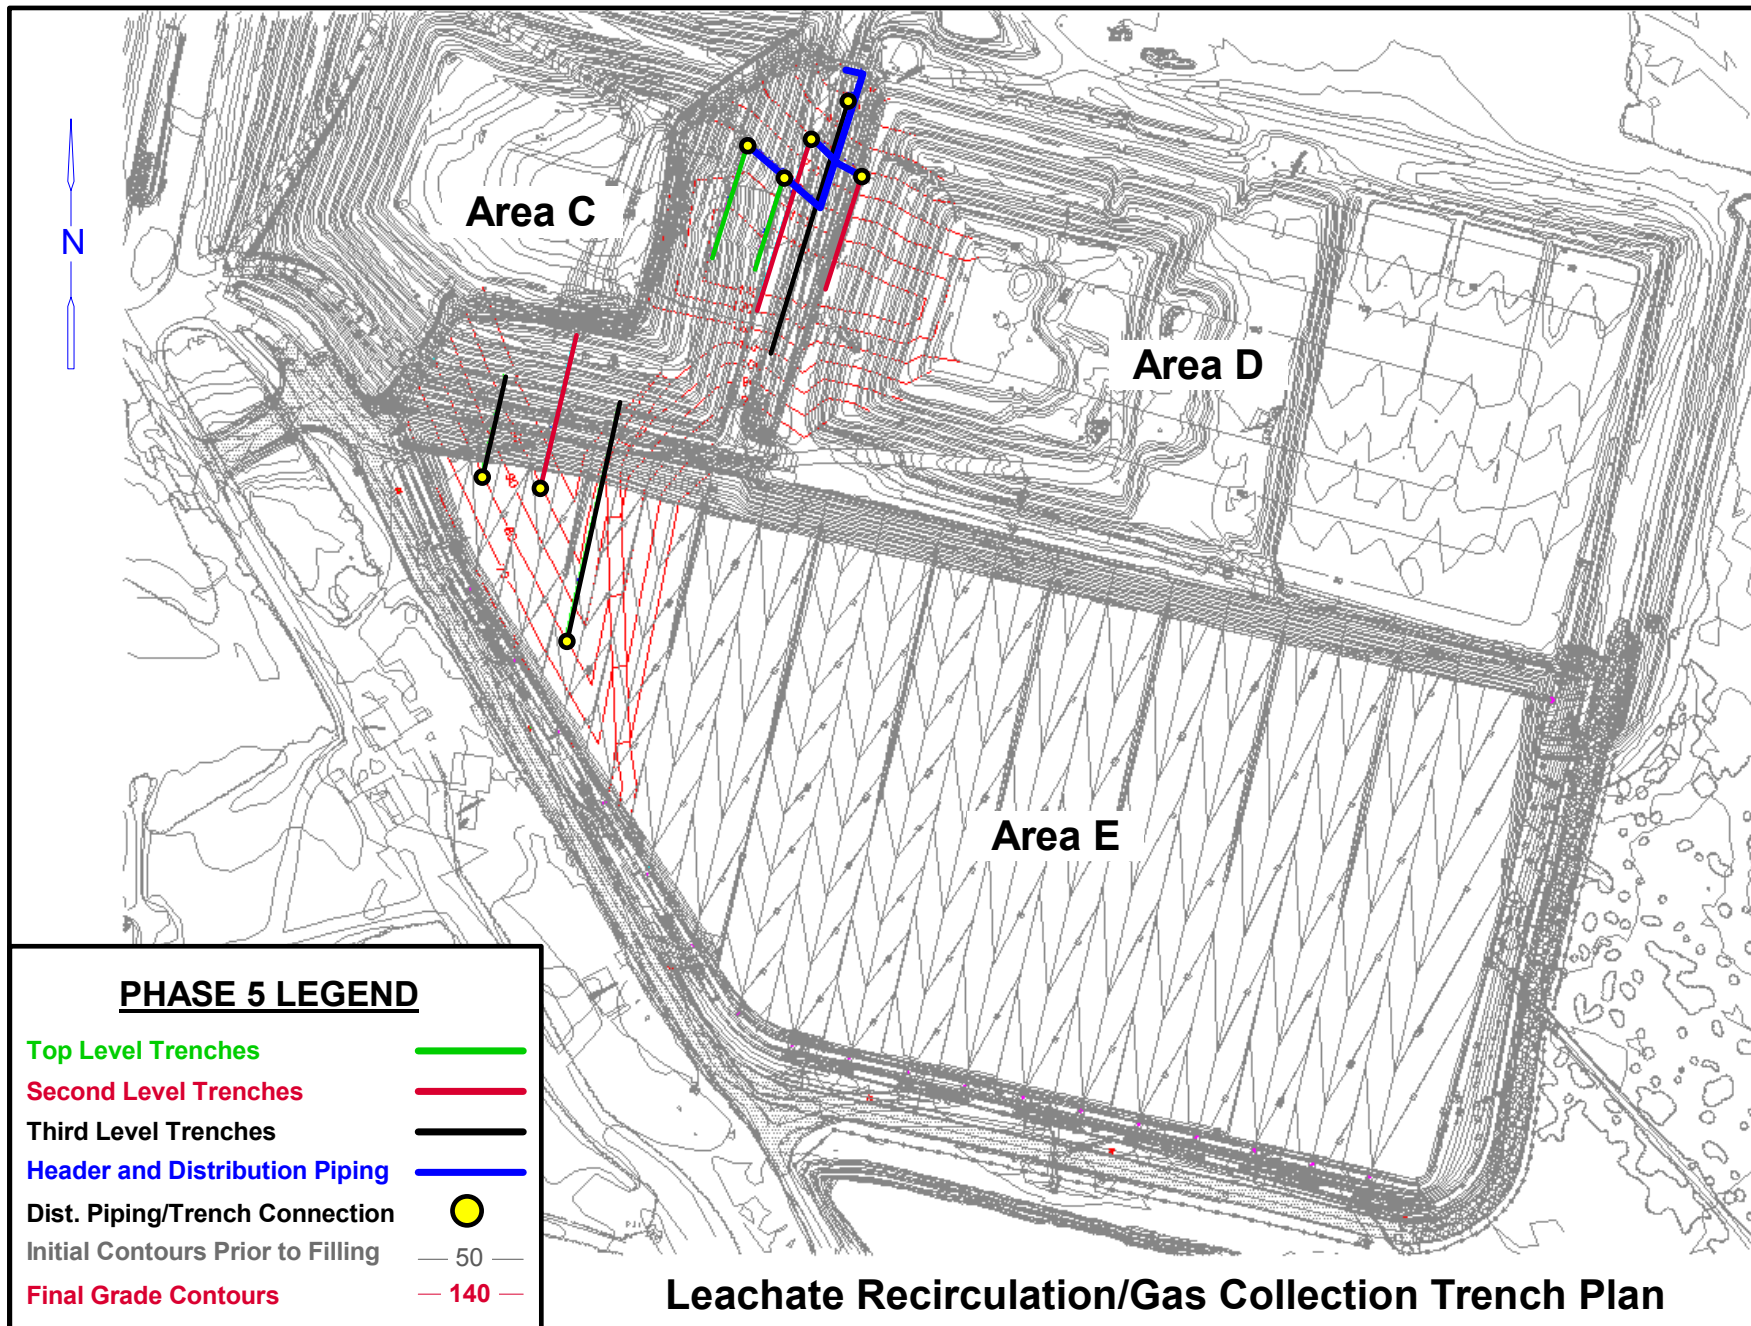 N
Area C
Area D
Area E
90
PHASE 5 LEGEND
Top Level Trenches
Second Level Trenches
Third Level Trenches
Header and Distribution Piping
Dist. Piping/Trench Connection
Initial Contours Prior to Filling
50
Final Grade Contours
140
Leachate Recirculation/Gas Collection Trench Plan